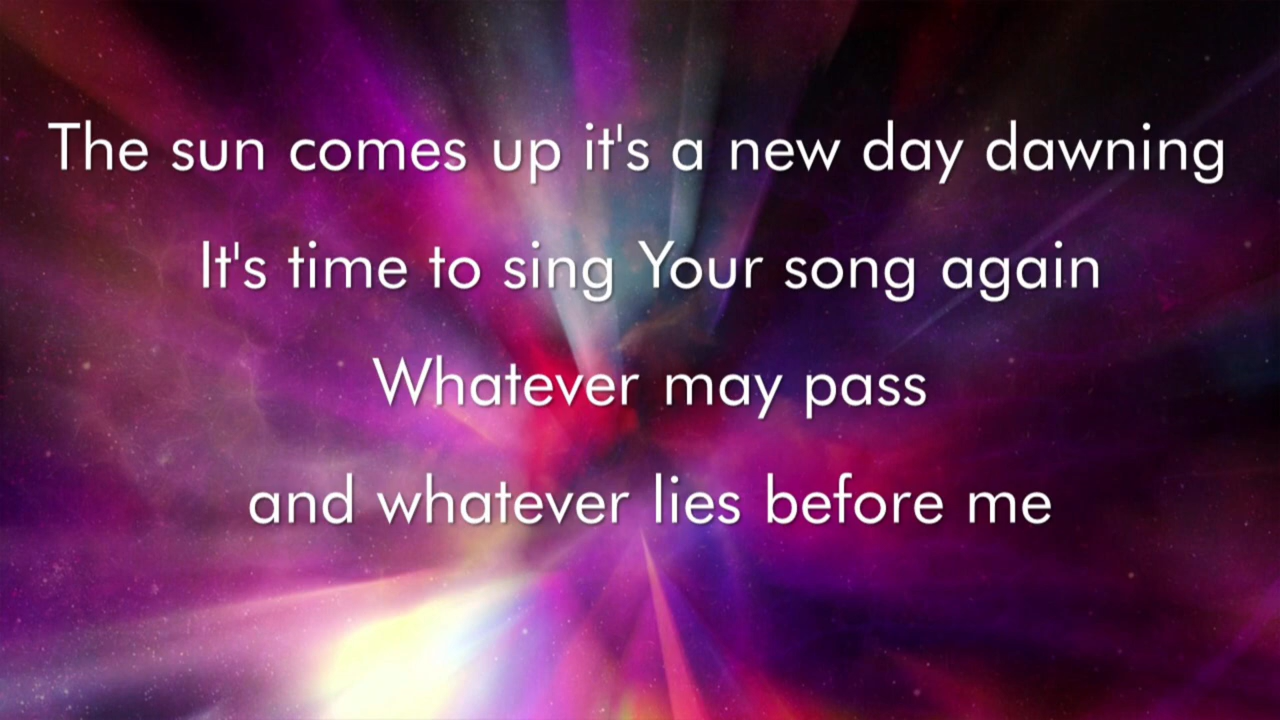 The sun comes up it's a new day dawning
It's time to sing Your song again
Whatever may pass
and whatever lies before me